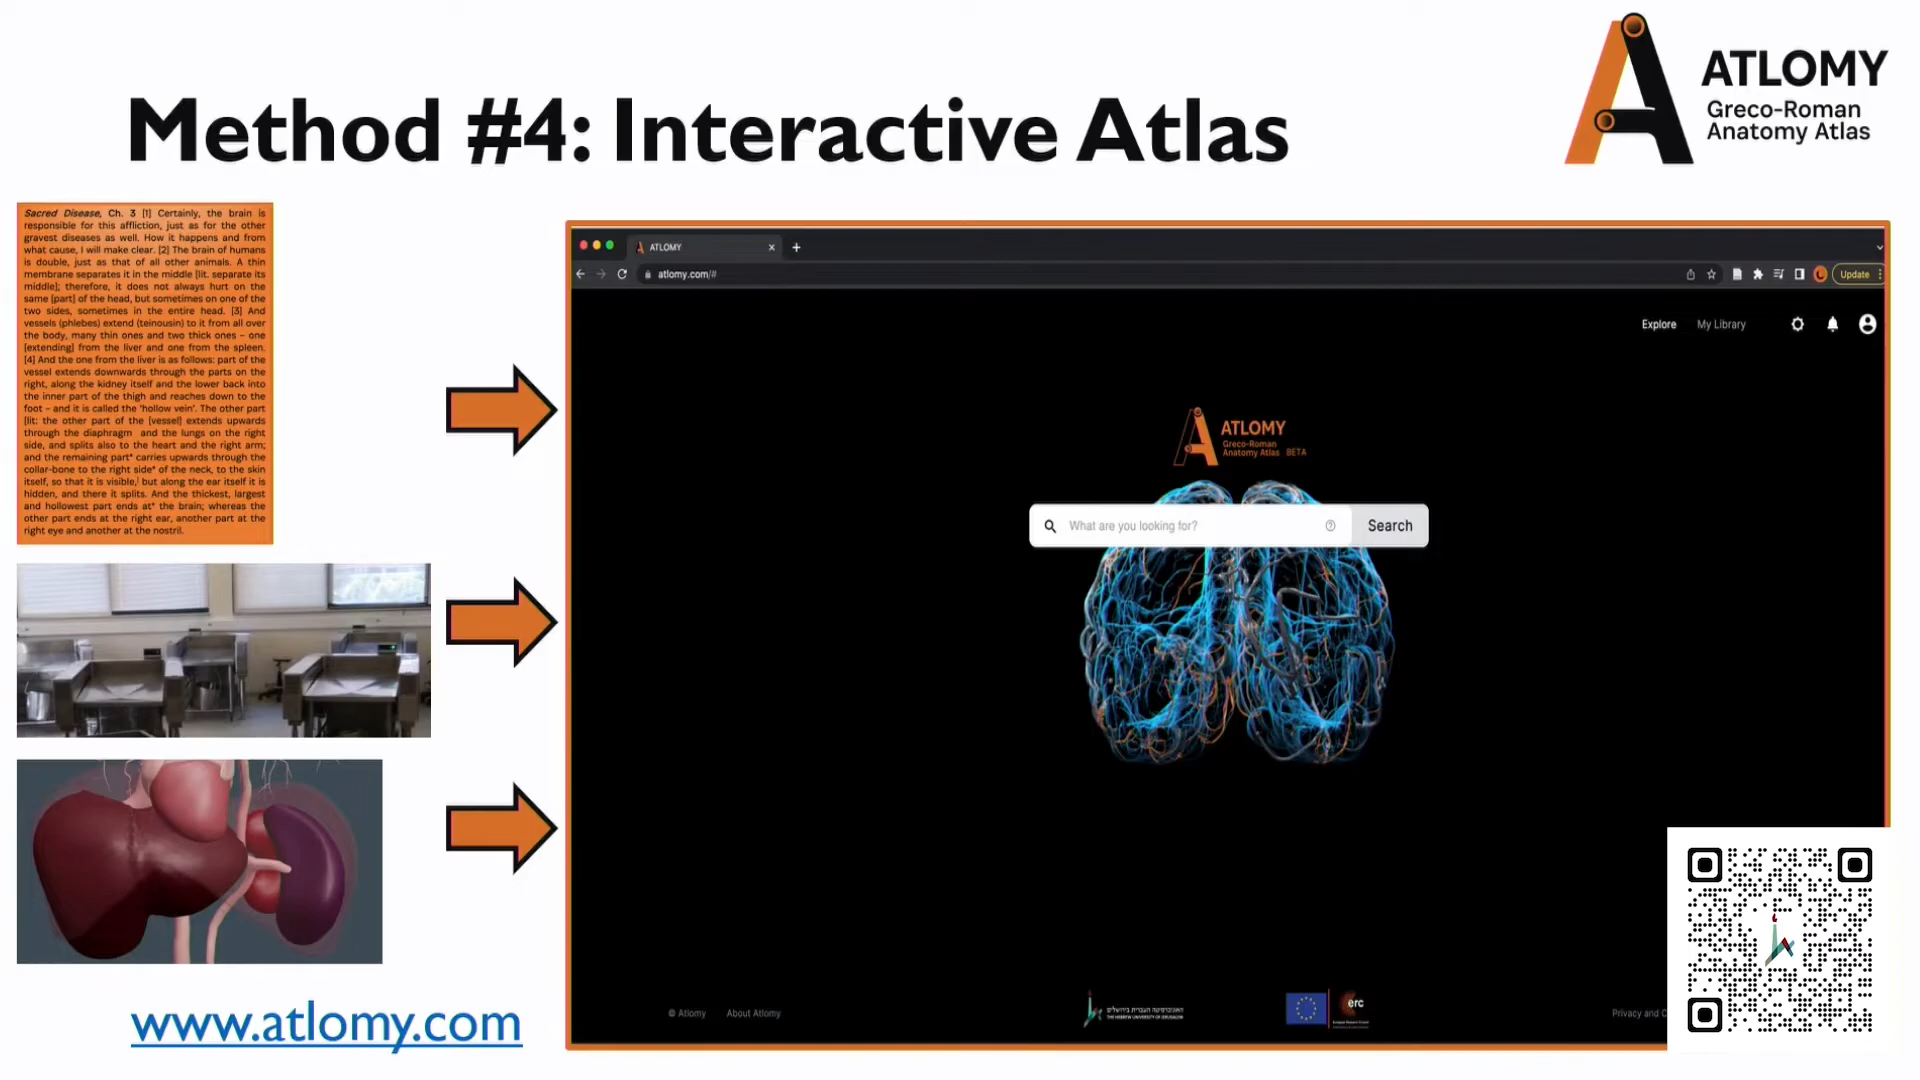 Method #4: Interactive Atlas
ATLOMY
Greco-Roman
Anatomy Atlas
Sacred Disease, Ch. 3 [1] Certainly, the brain is
responsible for this affliction, just as for the other
gravest diseases as well. How it happens and from
what cause, I will make clear. [2] The brain of humans
is double, just as that of all other animals. A thin
membrane separates it in the middle [lit. separate its
middle]; therefore, it does not always hurt on the
same [part] of the head, but sometimes on one of the
two sides, sometimes in the entire head. [3] And
vessels (phlebes) extend (teinousin) to it from all over
the body, many thin ones and two thick ones – one
[extending] from the liver and one from the spleen.
[4] And the one from the liver is as follows: part of the
vessel extends downwards through the parts on the
right, along the kidney itself and the lower back into
the inner part of the thigh and reaches down to the
foot – and it is called the 'hollow vein'. The other part
[lit: the other part of the (vessel] extends upwards
through the diaphragm and the lungs on the right
side, and splits also to the heart and the right arm;
and the remaining part* carries upwards through the
collar-bone to the right side* of the neck, to the skin
itself, so that it is visible, but along the ear itself it is
hidden, and there it splits. And the thickest, largest
and hollowest part ends at* the brain; whereas the
other part ends at the right ear, another part at the
right eye and another at the nostril.
www.atlomy.com
ATLOMY
atlomy.com/#
Update
Explore My Library
ATLOMY
Greco-Roman
Anatomy Atlas BETA
What are you looking for?
Search
© Atlomy About Atlomy
האוניברסיטה העברית בירושלים
THE HEBREW UNIVERSITY OF JERUSALEM
erc
Privacy and C